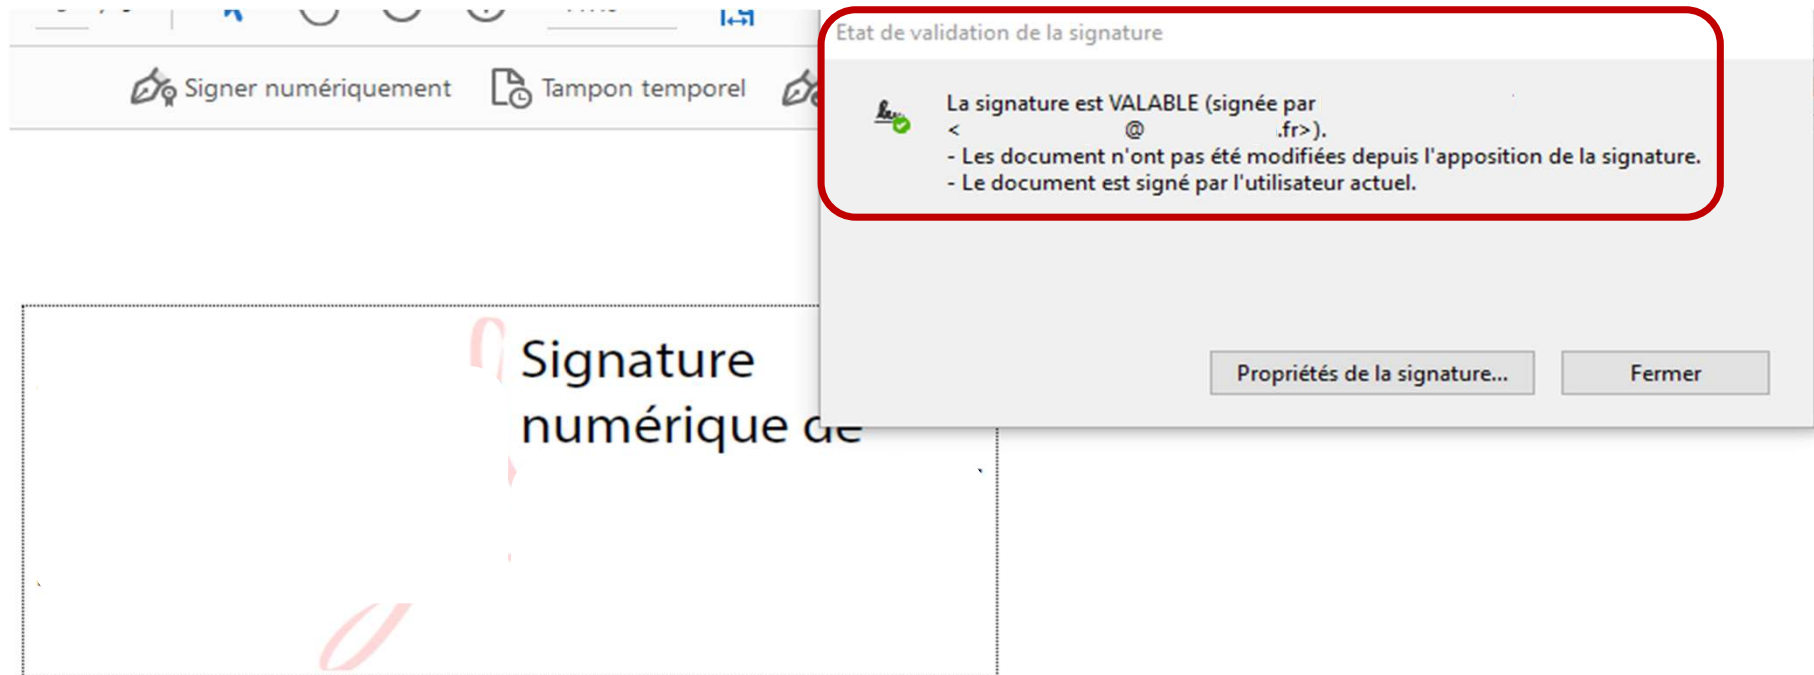 Etat de validation de la signature
Signer numériquement
Tampon temporel
La signature est VALABLE (signée par
< @ .fr>).
- Les document n'ont pas été modifiées depuis l'apposition de la signature.
- Le document est signé par l'utilisateur actuel.
Propriétés de la signature...
Fermer
Signature
numérique de